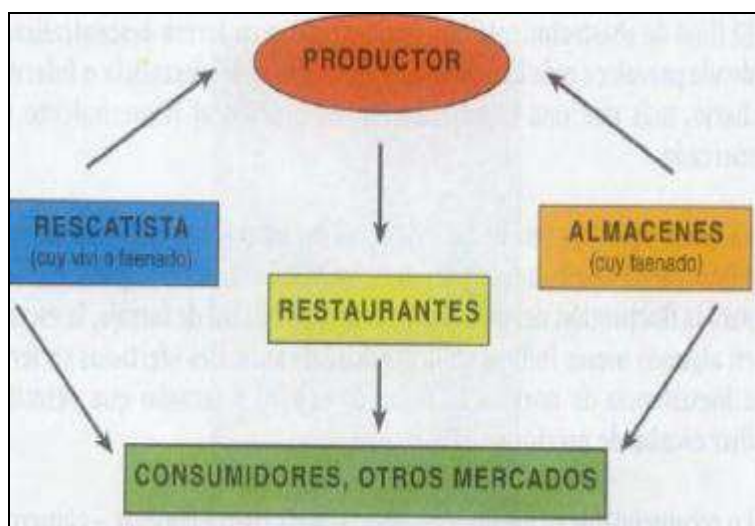 PRODUCTOR
RESCATISTA
(cuy vivo o faenado)
ALMACENES
(cuy faenado)
RESTAURANTES
CONSUMIDORES, OTROS MERCADOS